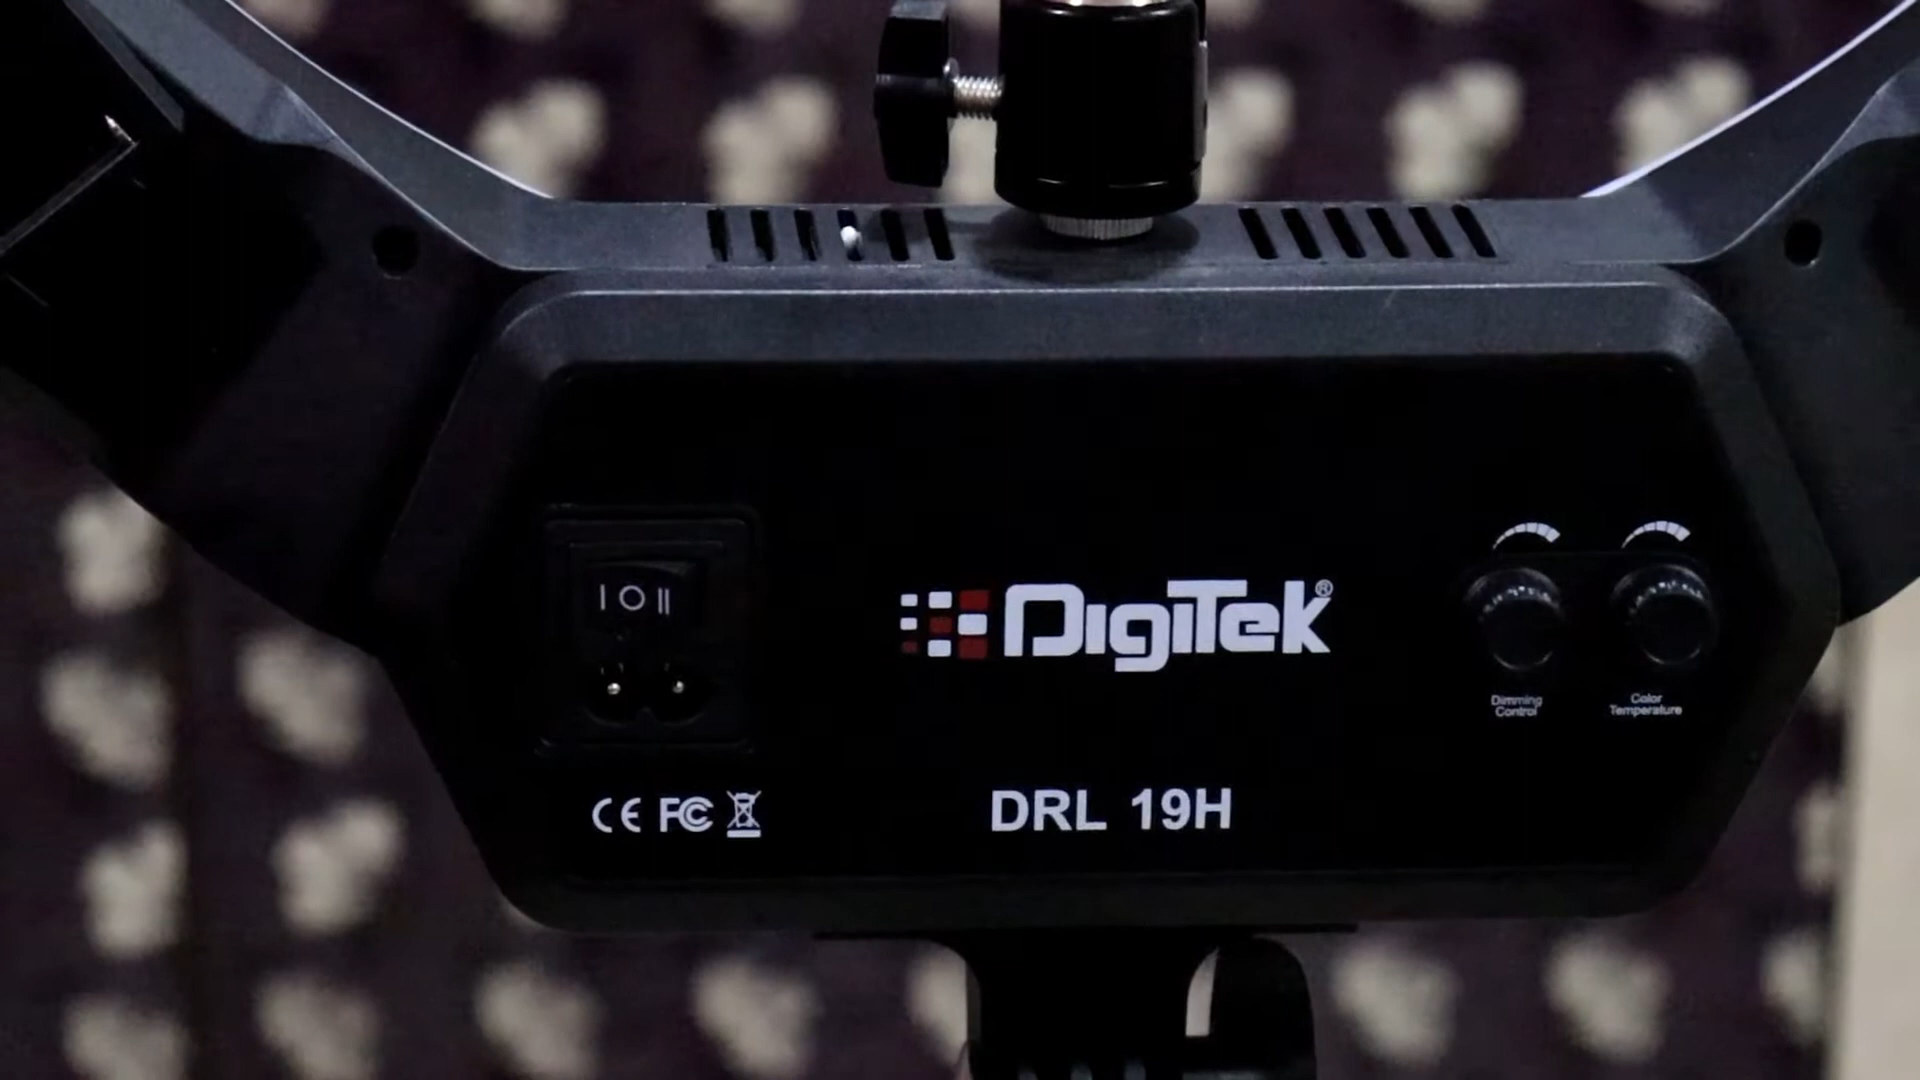 I O II
DigiTek®
Dimming
Control
Color
Temperature
CE FC
DRL 19H